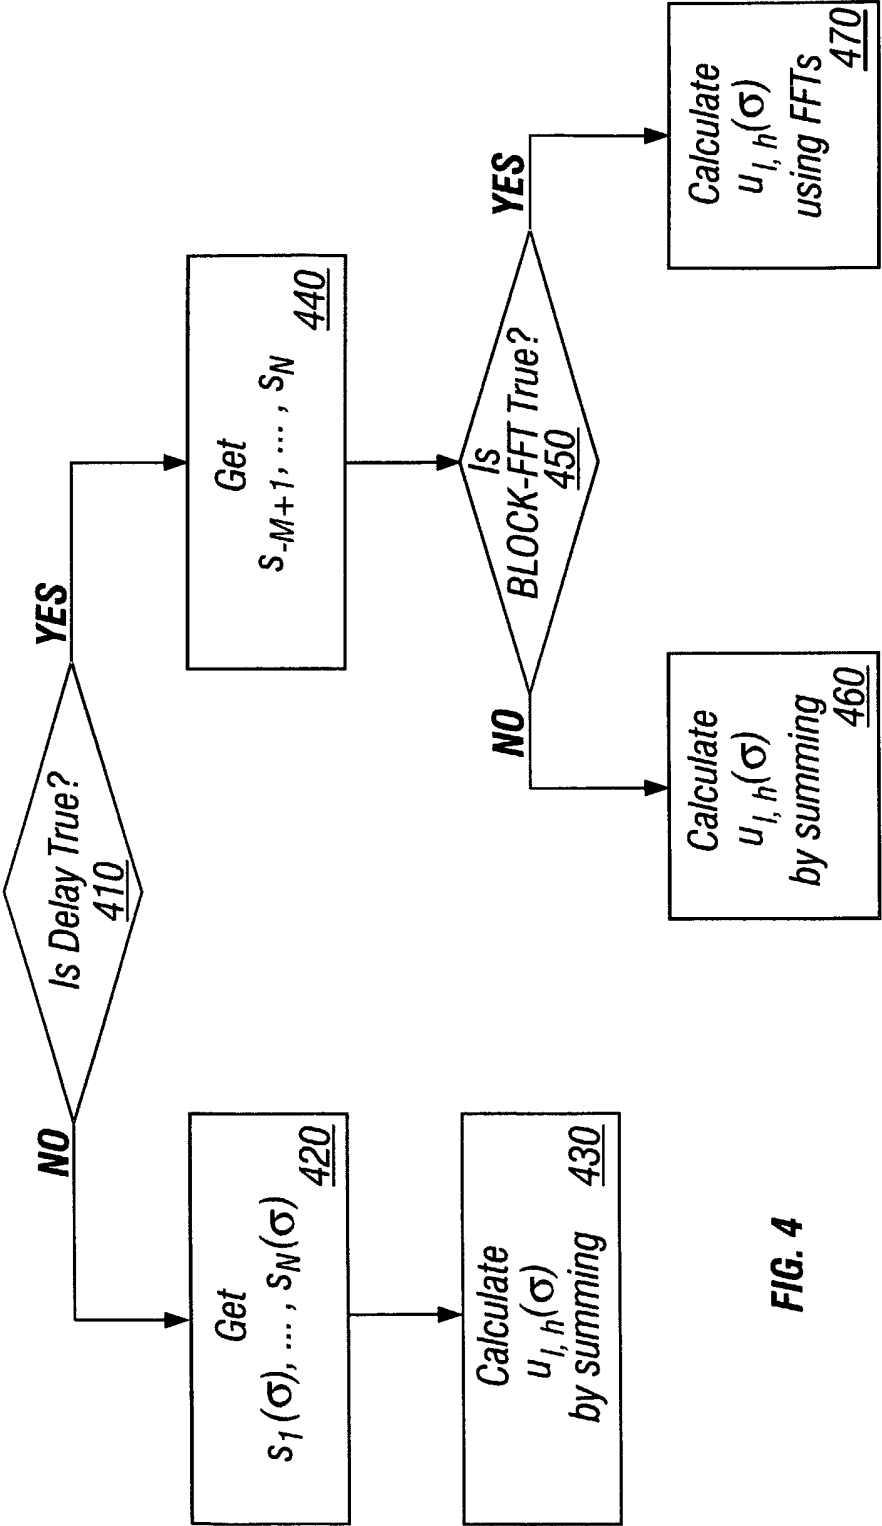 Is Delay True?
410
NO
YES
Get
s1(σ), ... , sN(σ)
420
Calculate
ul, h(σ)
by summing
430
Get
s-M+1, ... , sN
440
Is
BLOCK-FFT True?
450
NO
YES
Calculate
ul, h(σ)
by summing
460
Calculate
ul, h(σ)
using FFTs
470
FIG. 4